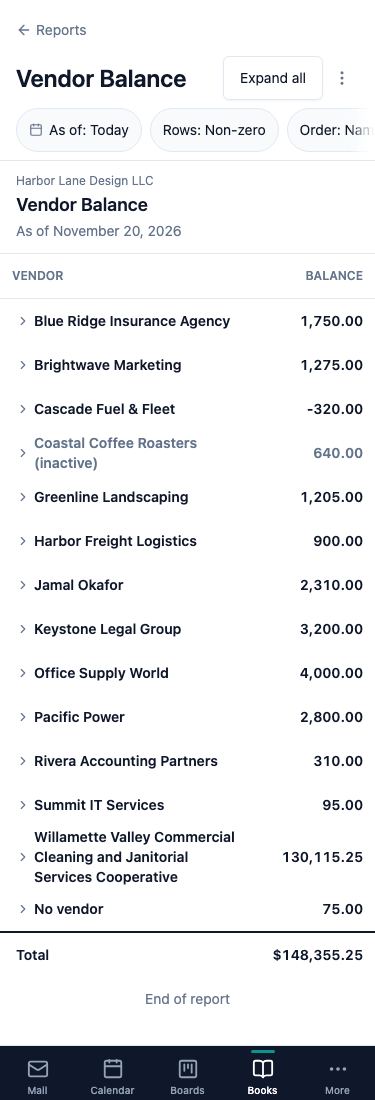 Reports
Vendor Balance
Expand all
As of: Today
Rows: Non-zero
Order: Nam
Harbor Lane Design LLC
Vendor Balance
As of November 20, 2026
VENDOR BALANCE
Blue Ridge Insurance Agency 1,750.00
Brightwave Marketing 1,275.00
Cascade Fuel & Fleet -320.00
Coastal Coffee Roasters
(inactive) 640.00
Greenline Landscaping 1,205.00
Harbor Freight Logistics 900.00
Jamal Okafor 2,310.00
Keystone Legal Group 3,200.00
Office Supply World 4,000.00
Pacific Power 2,800.00
Rivera Accounting Partners 310.00
Summit IT Services 95.00
Willamette Valley Commercial
Cleaning and Janitorial 130,115.25
Services Cooperative
No vendor 75.00
Total $148,355.25
End of report
Mail Calendar Boards Books More